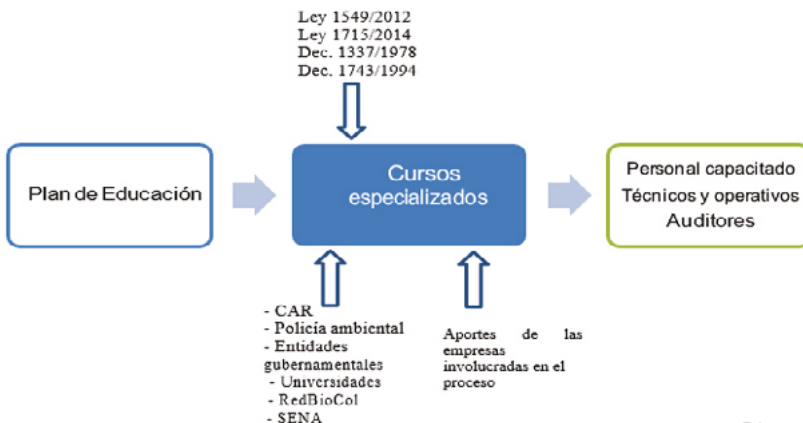 Ley 1549/2012
Ley 1715/2014
Dec. 1337/1978
Dec. 1743/1994
Plan de Educación
Cursos
especializados
Personal capacitado
Técnicos y operativos
Auditores
- CAR
- Policía ambiental
- Entidades
gubernamentales
- Universidades
- RedBioCol
- SENA
Aportes de las
empresas
involucradas en el
proceso